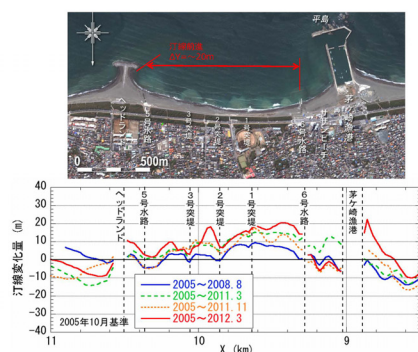 平島
汀線変化量
ヘッドランド
5号水路
3号突堤
2号突堤
1号突堤
6号水路
茅ヶ崎漁港
0
500m
汀線変化量 (m)
40
30
20
10
0
-10
-20
-30
-40
ヘッドランド
5号水路
3号突堤
2号突堤
1号突堤
6号水路
茅ケ崎漁港
2005～2008. 8
2005～2011. 3
2005～2011. 11
2005～2012. 3
2005年10月基準
11
10
9
X (km)